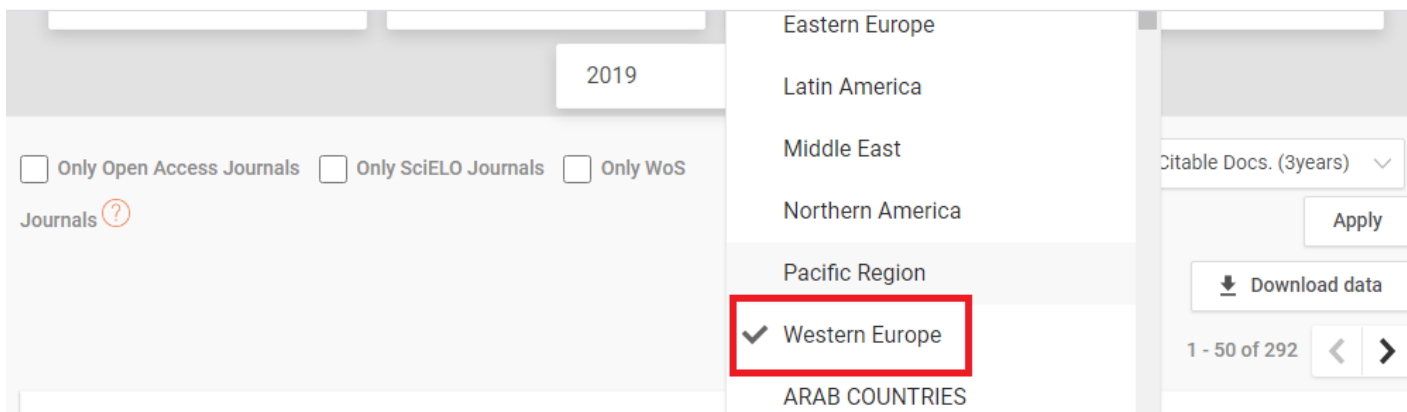 Eastern Europe
2019
Latin America
Middle East
Only Open Access Journals Only SciELO Journals Only WoS
Journals ?
Citable Docs. (3years)
Northern America
Apply
Pacific Region
Download data
Western Europe
1 - 50 of 292
ARAB COUNTRIES